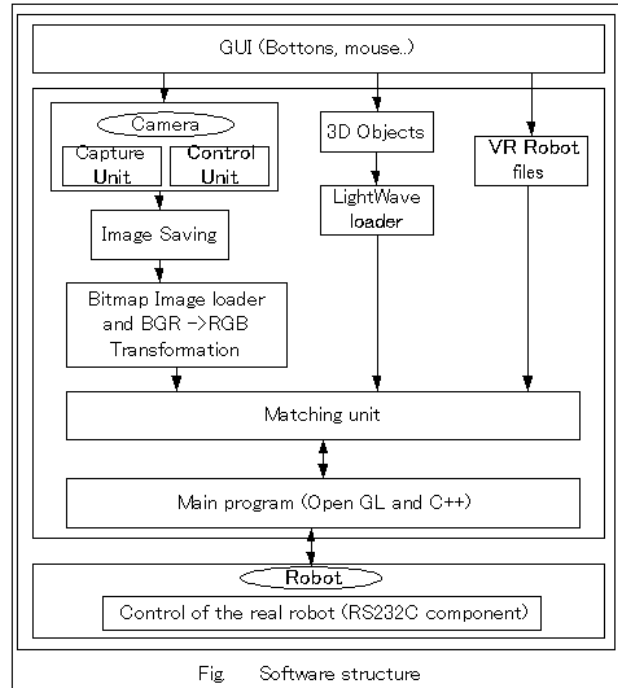 GUI (Bottons, mouse..)
Camera
Capture Unit
Control Unit
Image Saving
Bitmap Image loader
and BGR ->RGB
Transformation
3D Objects
LightWave
loader
VR Robot
files
Matching unit
Main program (Open GL and C++)
Robot
Control of the real robot (RS232C component)
Fig. Software structure